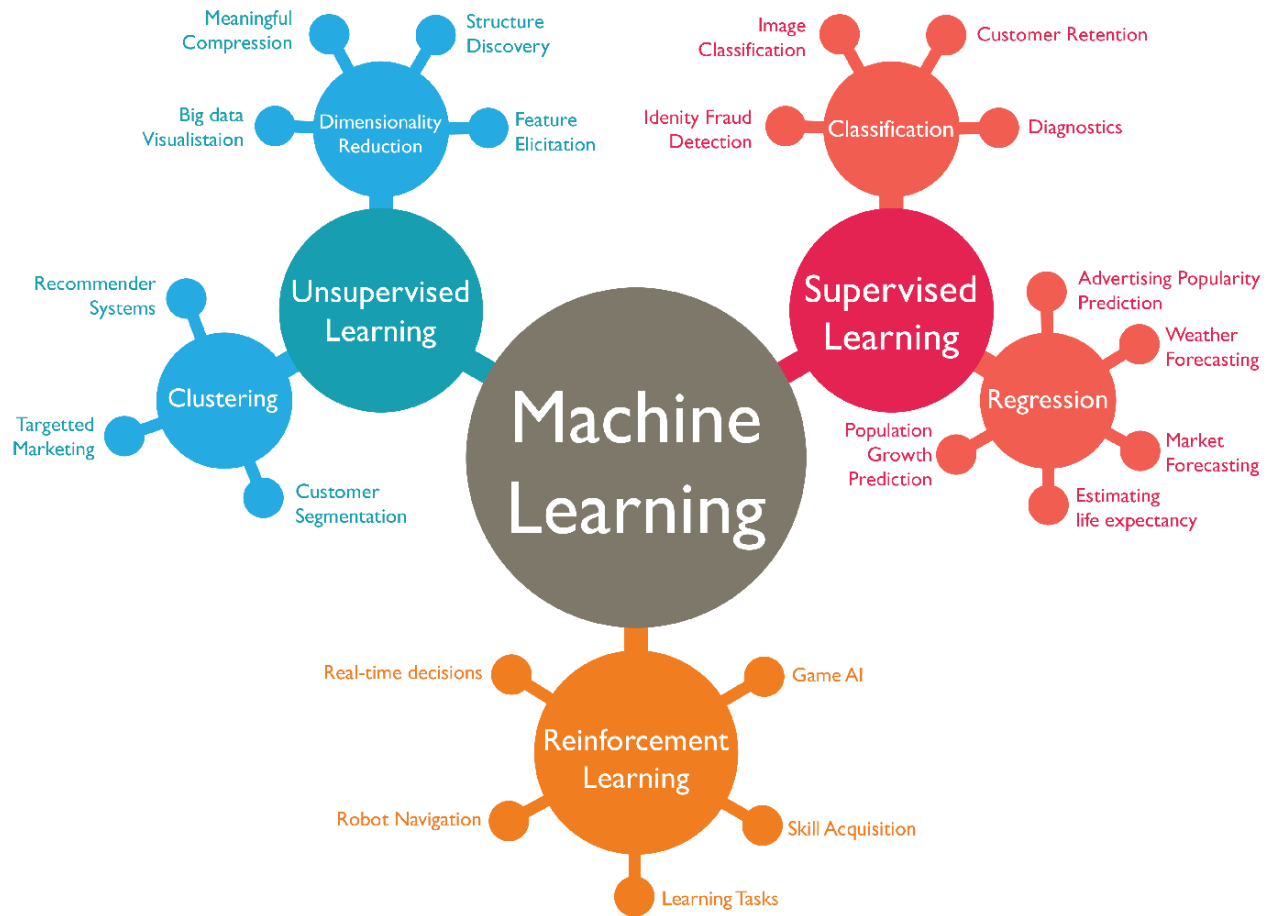 Meaningful
Compression
Structure
Discovery
Big data
Visualistaion
Dimensionality
Reduction
Feature
Elicitation
Image
Classification
Customer Retention
Idenity Fraud
Detection
Classification
Diagnostics
Recommender
Systems
Unsupervised
Learning
Clustering
Targetted
Marketing
Customer
Segmentation
Machine
Learning
Supervised
Learning
Advertising Popularity
Prediction
Weather
Forecasting
Regression
Population
Growth
Prediction
Market
Forecasting
Estimating
life expectancy
Real-time decisions
Game AI
Reinforcement
Learning
Robot Navigation
Skill Acquisition
Learning Tasks